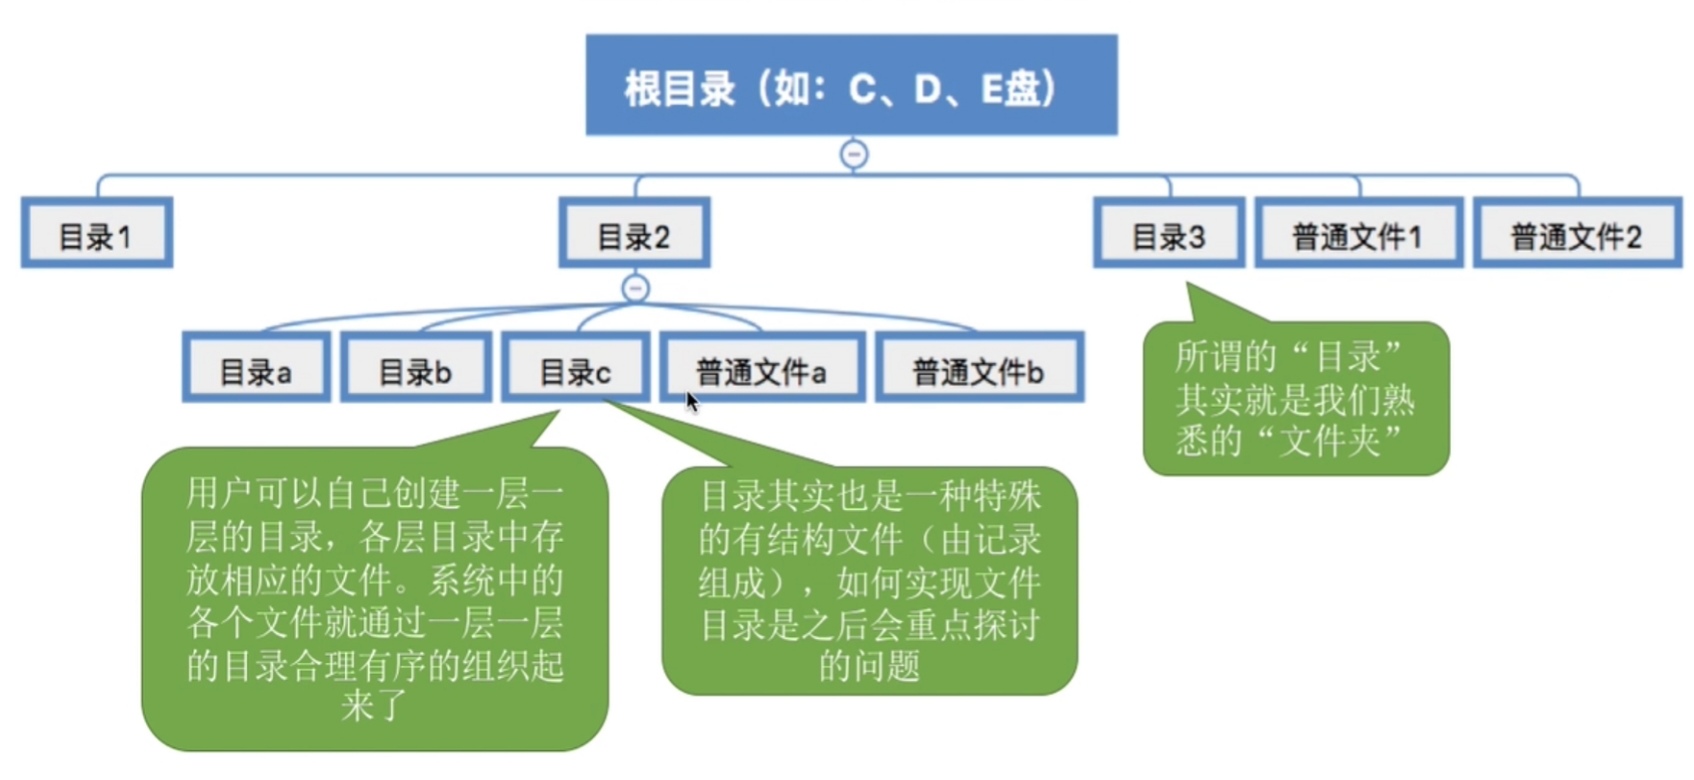 根目录（如：C、D、E盘）
目录1
目录2
目录3
普通文件1
普通文件2
目录a
目录b
目录c
普通文件a
普通文件b
所谓的“目录”
其实就是我们熟
悉的“文件夹”
用户可以自己创建一层一
层的目录，各层目录中存
放相应的文件。系统中的
各个文件就通过一层一层
的目录合理有序的组织起
来了
目录其实也是一种特殊
的有结构文件（由记录
组成），如何实现文件
目录是之后会重点探讨
的问题